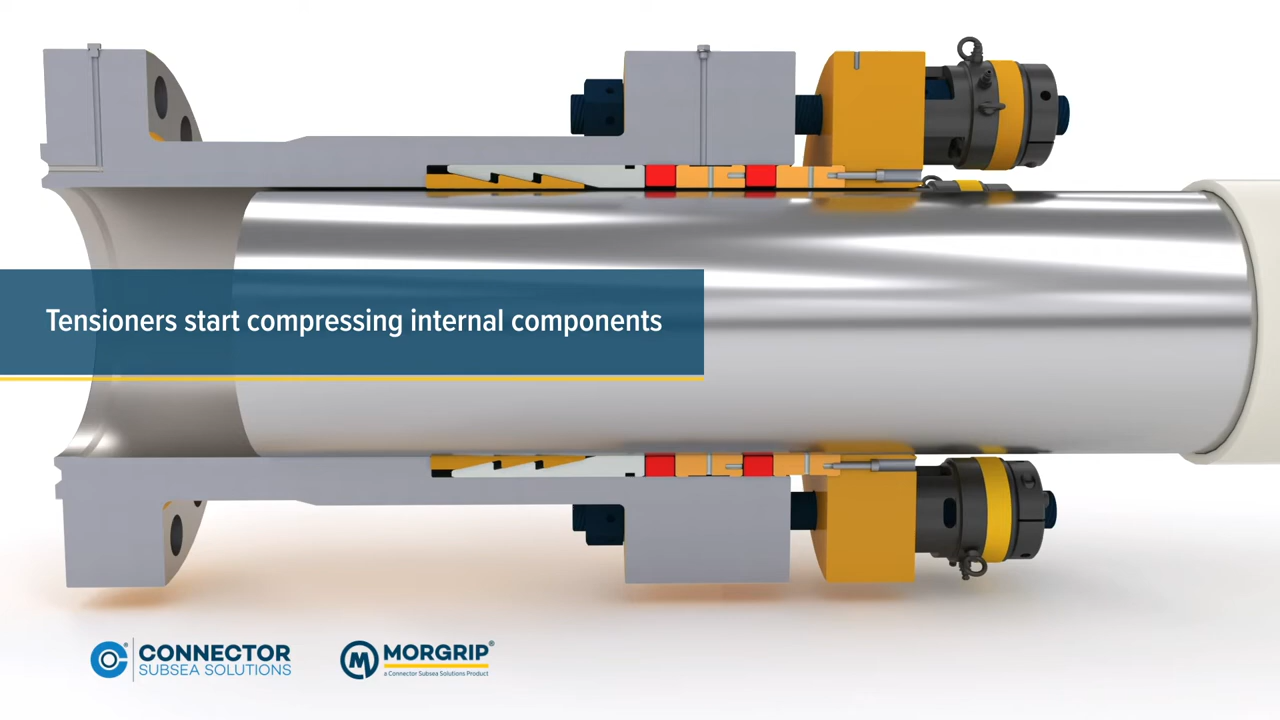 Tensioners start compressing internal components
CONNECTOR
SUBSEA SOLUTIONS
MORGRIP®
a Connector Subsea Solutions Product